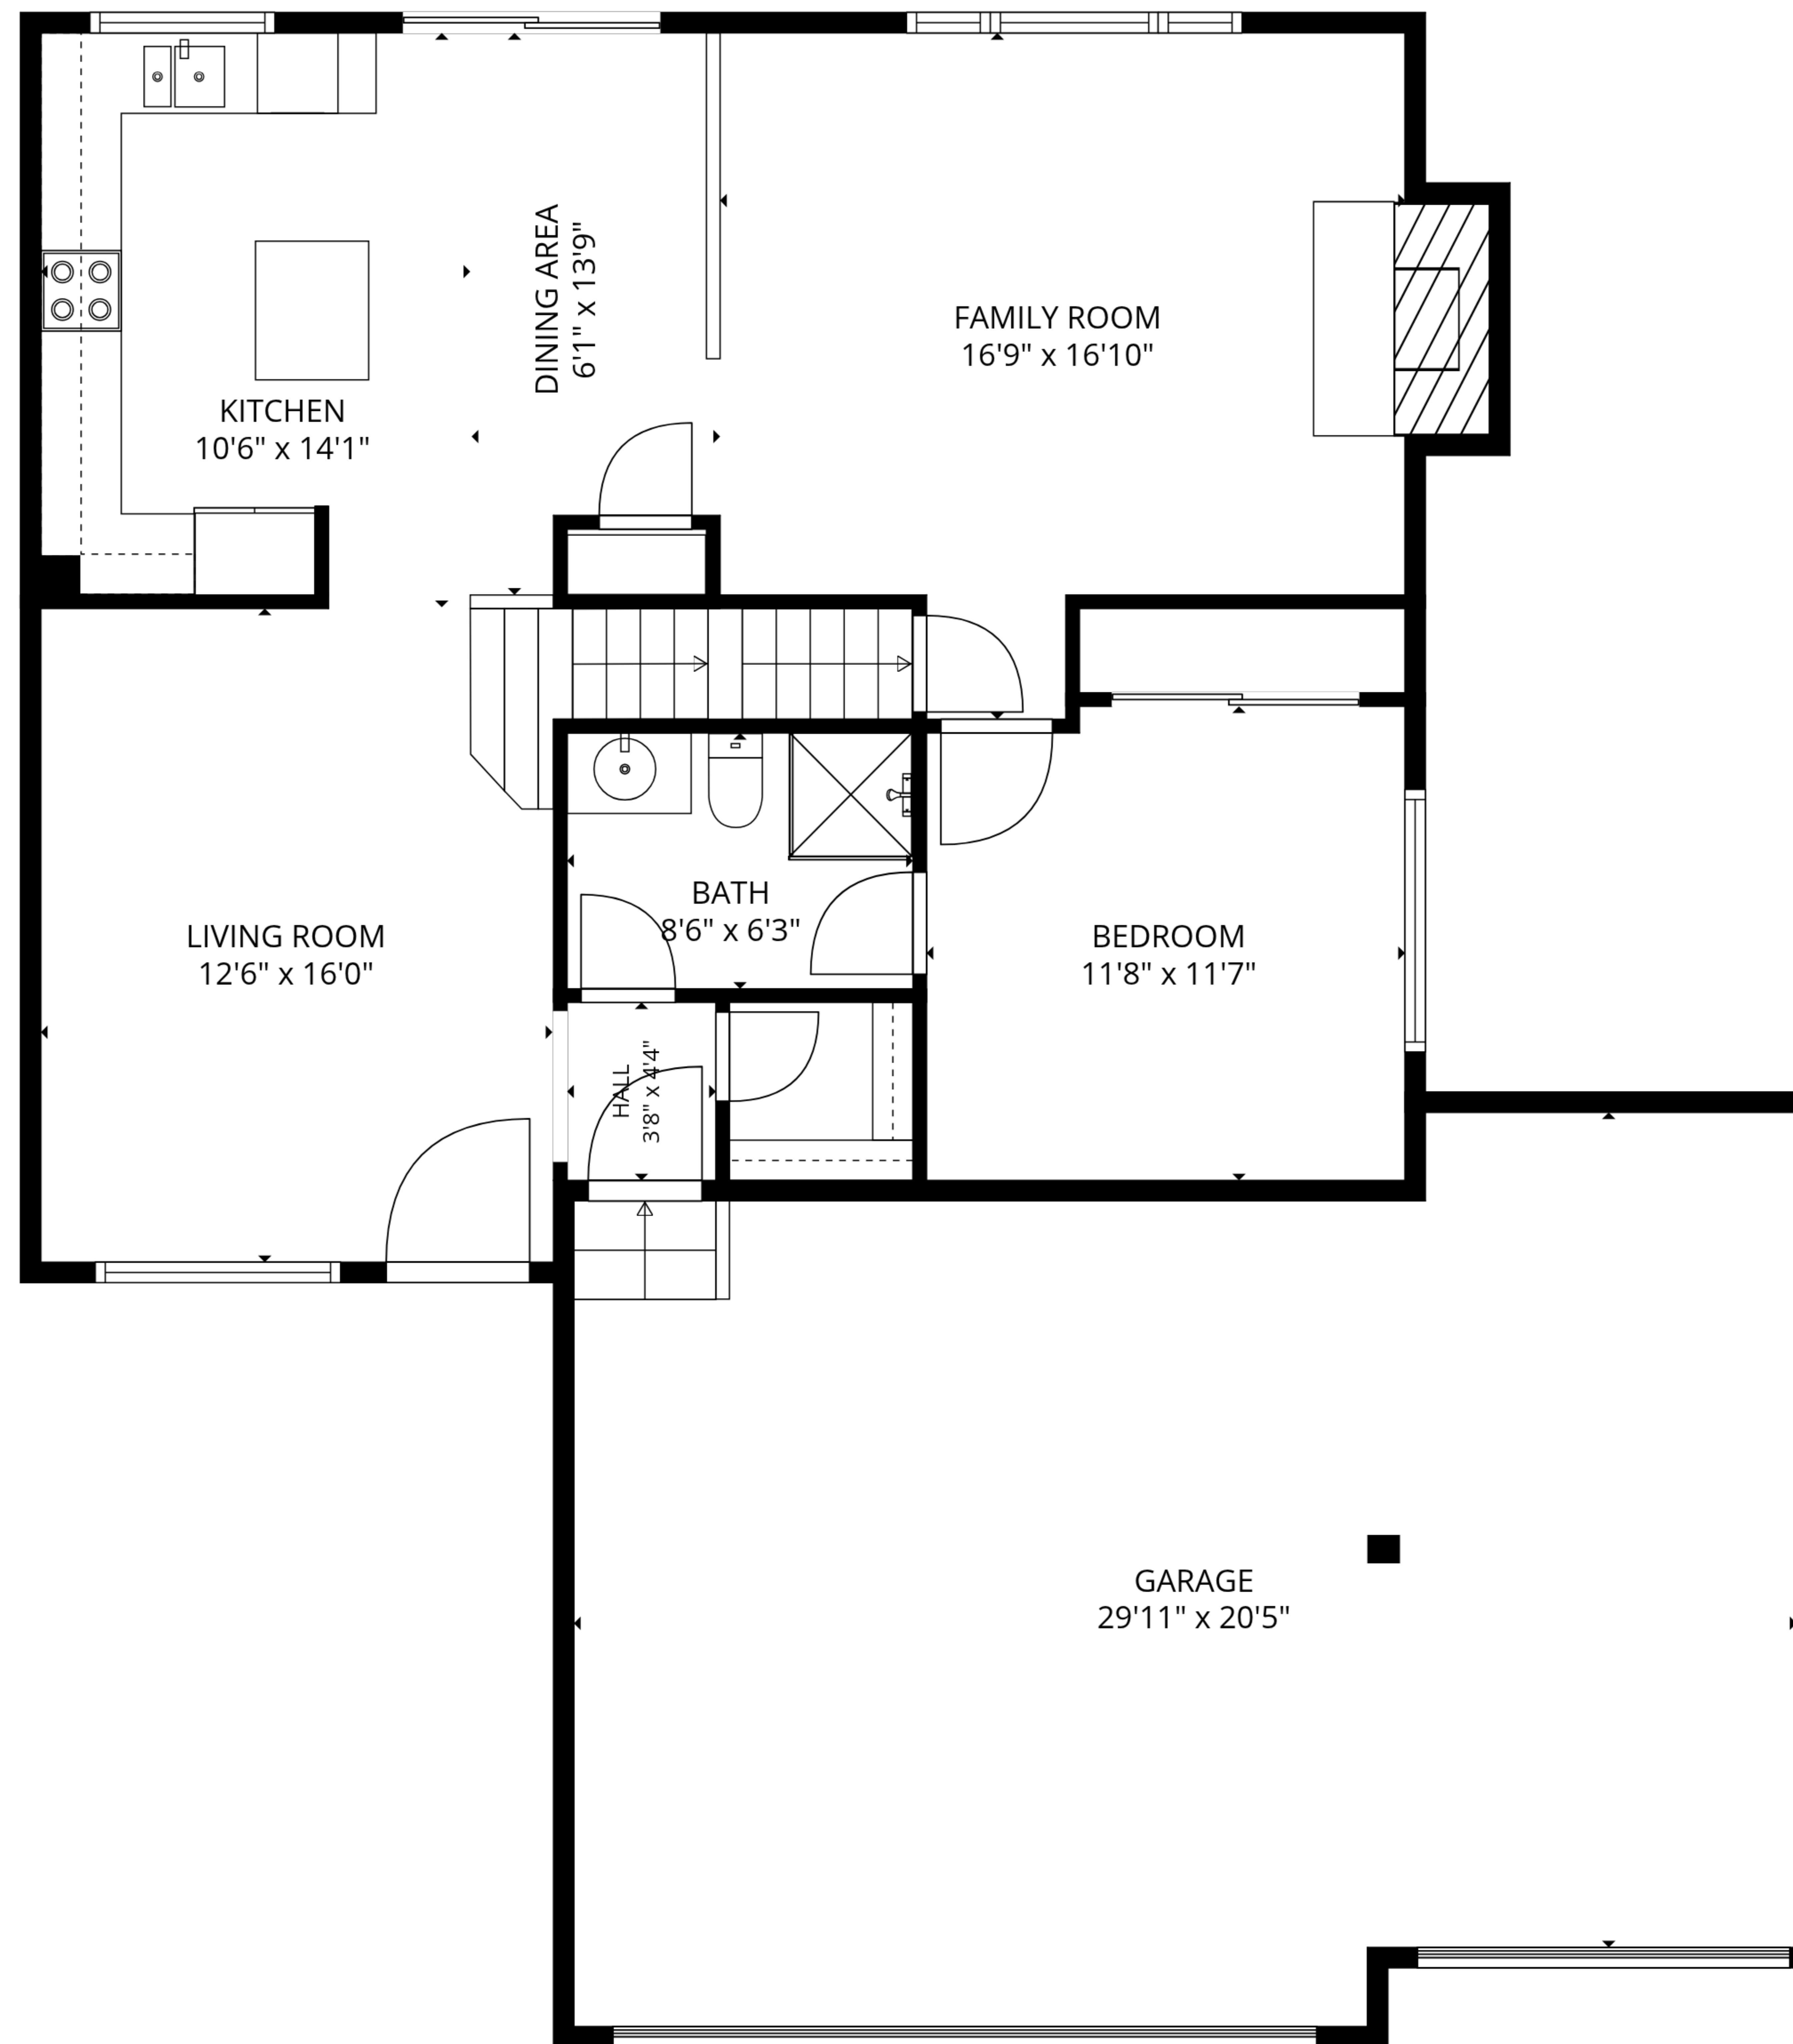 DINING AREA
6'1" x 13'9"
FAMILY ROOM
16'9" x 16'10"
KITCHEN
10'6" x 14'1"
BATH
8'6" x 6'3"
LIVING ROOM
12'6" x 16'0"
BEDROOM
11'8" x 11'7"
HALL
3'8" x 4'4"
GARAGE
29'11" x 20'5"